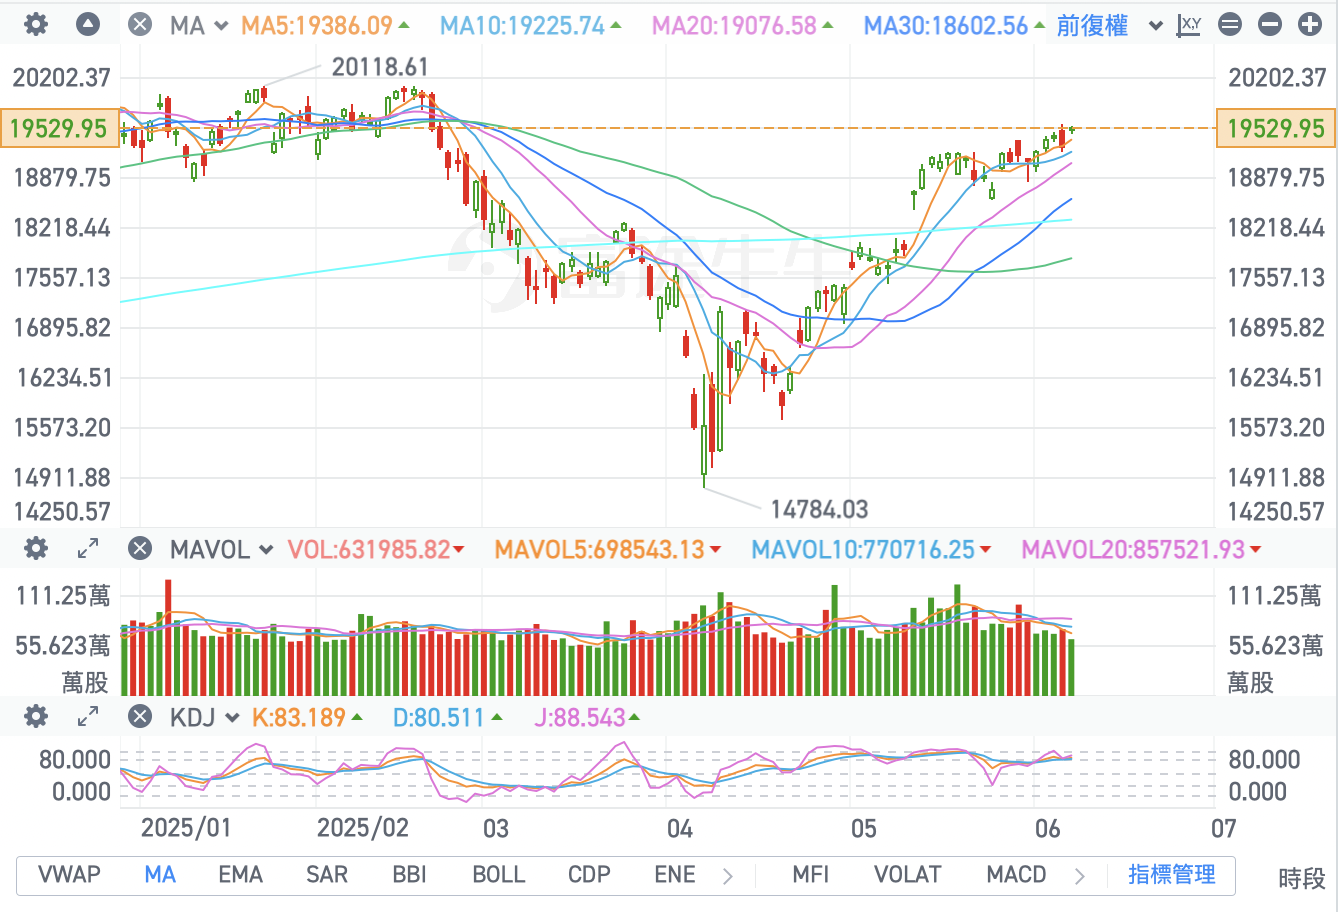 MA MA5:19386.09 MA10:19225.74 MA20:19076.58 MA30:18602.56 前復權
20202.37 20118.61 20202.37
19529.95 19529.95
18879.75 18879.75
18218.44 18218.44
富途牛牛
17557.13 17557.13
16895.82 16895.82
16234.51 16234.51
15573.20 15573.20
14911.88 14911.88
14250.57 14784.03 14250.57
MAVOL VOL:631985.82 MAVOL5:698543.13 MAVOL10:770716.25 MAVOL20:857521.93
111.25萬 111.25萬
55.623萬 55.623萬
萬股 萬股
KDJ K:83.189 D:80.511 J:88.543
80.000 80.000
0.000 0.000
2025/01 2025/02 03 04 05 06 07
VWAP MA EMA SAR BBI BOLL CDP ENE MFI VOLAT MACD 指標管理 時段